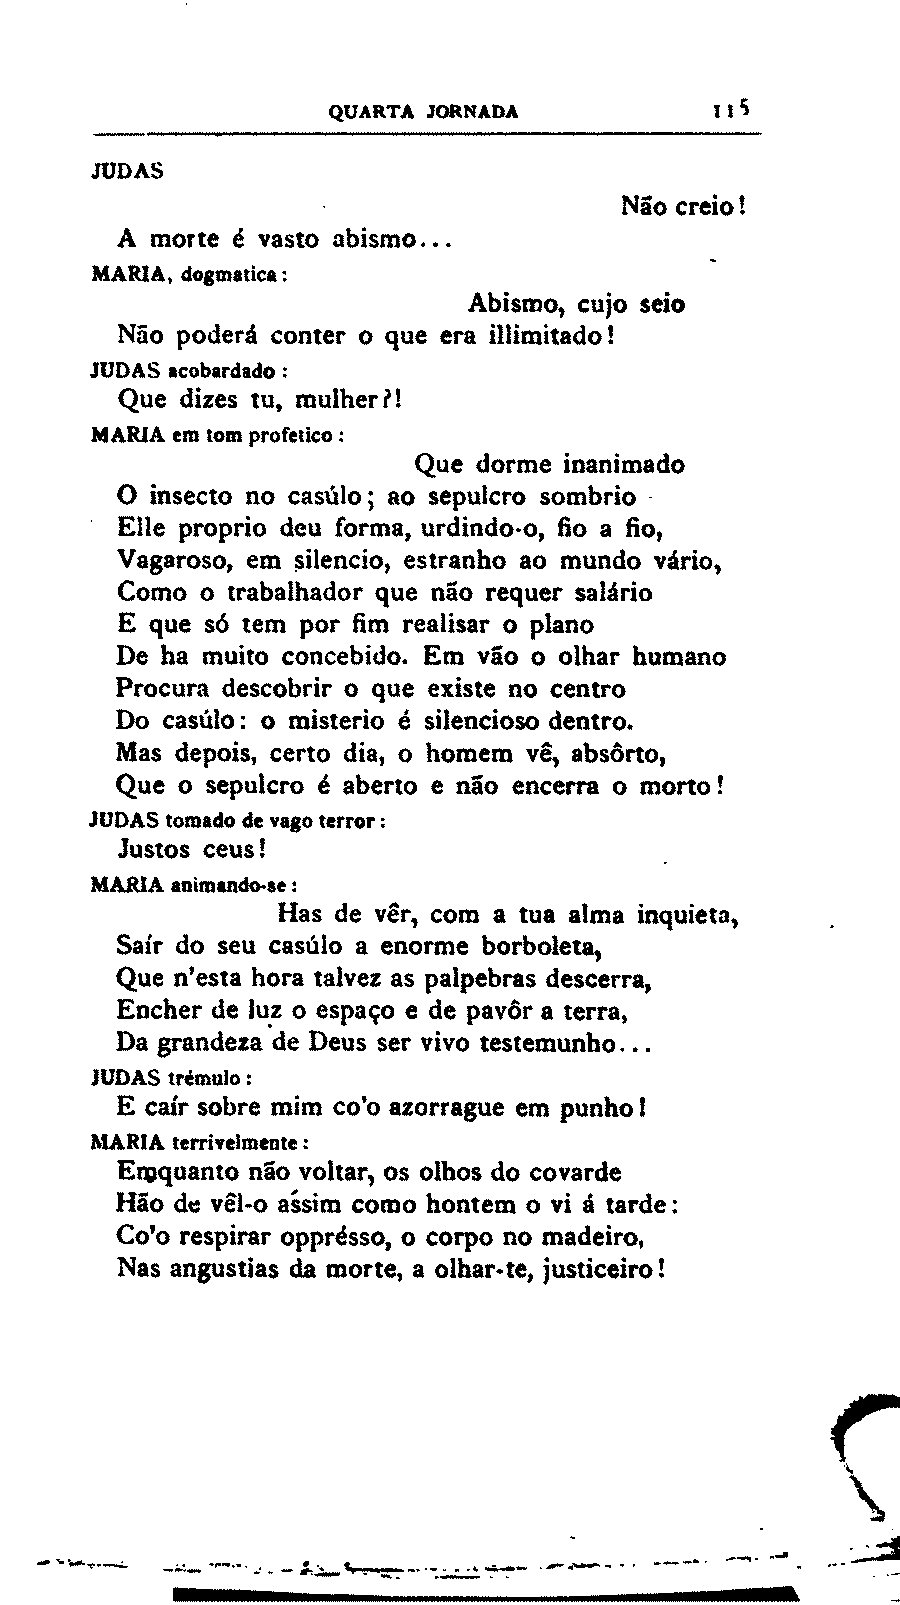 QUARTA JORNADA 115
JUDAS
Não creio!
A morte é vasto abismo...
MARIA, dogmatica:
Abismo, cujo seio
Não poderá conter o que era illimitado!
JUDAS acobardado:
Que dizes tu, mulher?!
MARIA em tom profetico:
Que dorme inanimado
O insecto no casúlo; ao sepulcro sombrio
Elle proprio deu forma, urdindo-o, fio a fio,
Vagaroso, em silencio, estranho ao mundo vário,
Como o trabalhador que não requer salário
E que só tem por fim realisar o plano
De ha muito concebido. Em vão o olhar humano
Procura descobrir o que existe no centro
Do casúlo: o misterio é silencioso dentro.
Mas depois, certo dia, o homem vê, absôrto,
Que o sepulcro é aberto e não encerra o morto!
JUDAS tomado de vago terror:
Justos ceus!
MARIA animando-se:
Has de vêr, com a tua alma inquieta,
Saír do seu casúlo a enorme borboleta,
Que n'esta hora talvez as palpebras descerra,
Encher de luz o espaço e de pavôr a terra,
Da grandeza de Deus ser vivo testemunho...
JUDAS trémulo:
E caír sobre mim co'o azorrague em punho!
MARIA terrivelmente:
Emquanto não voltar, os olhos do covarde
Hão de vêl-o assim como hontem o vi á tarde:
Co'o respirar opprésso, o corpo no madeiro,
Nas angustias da morte, a olhar-te, justiceiro!